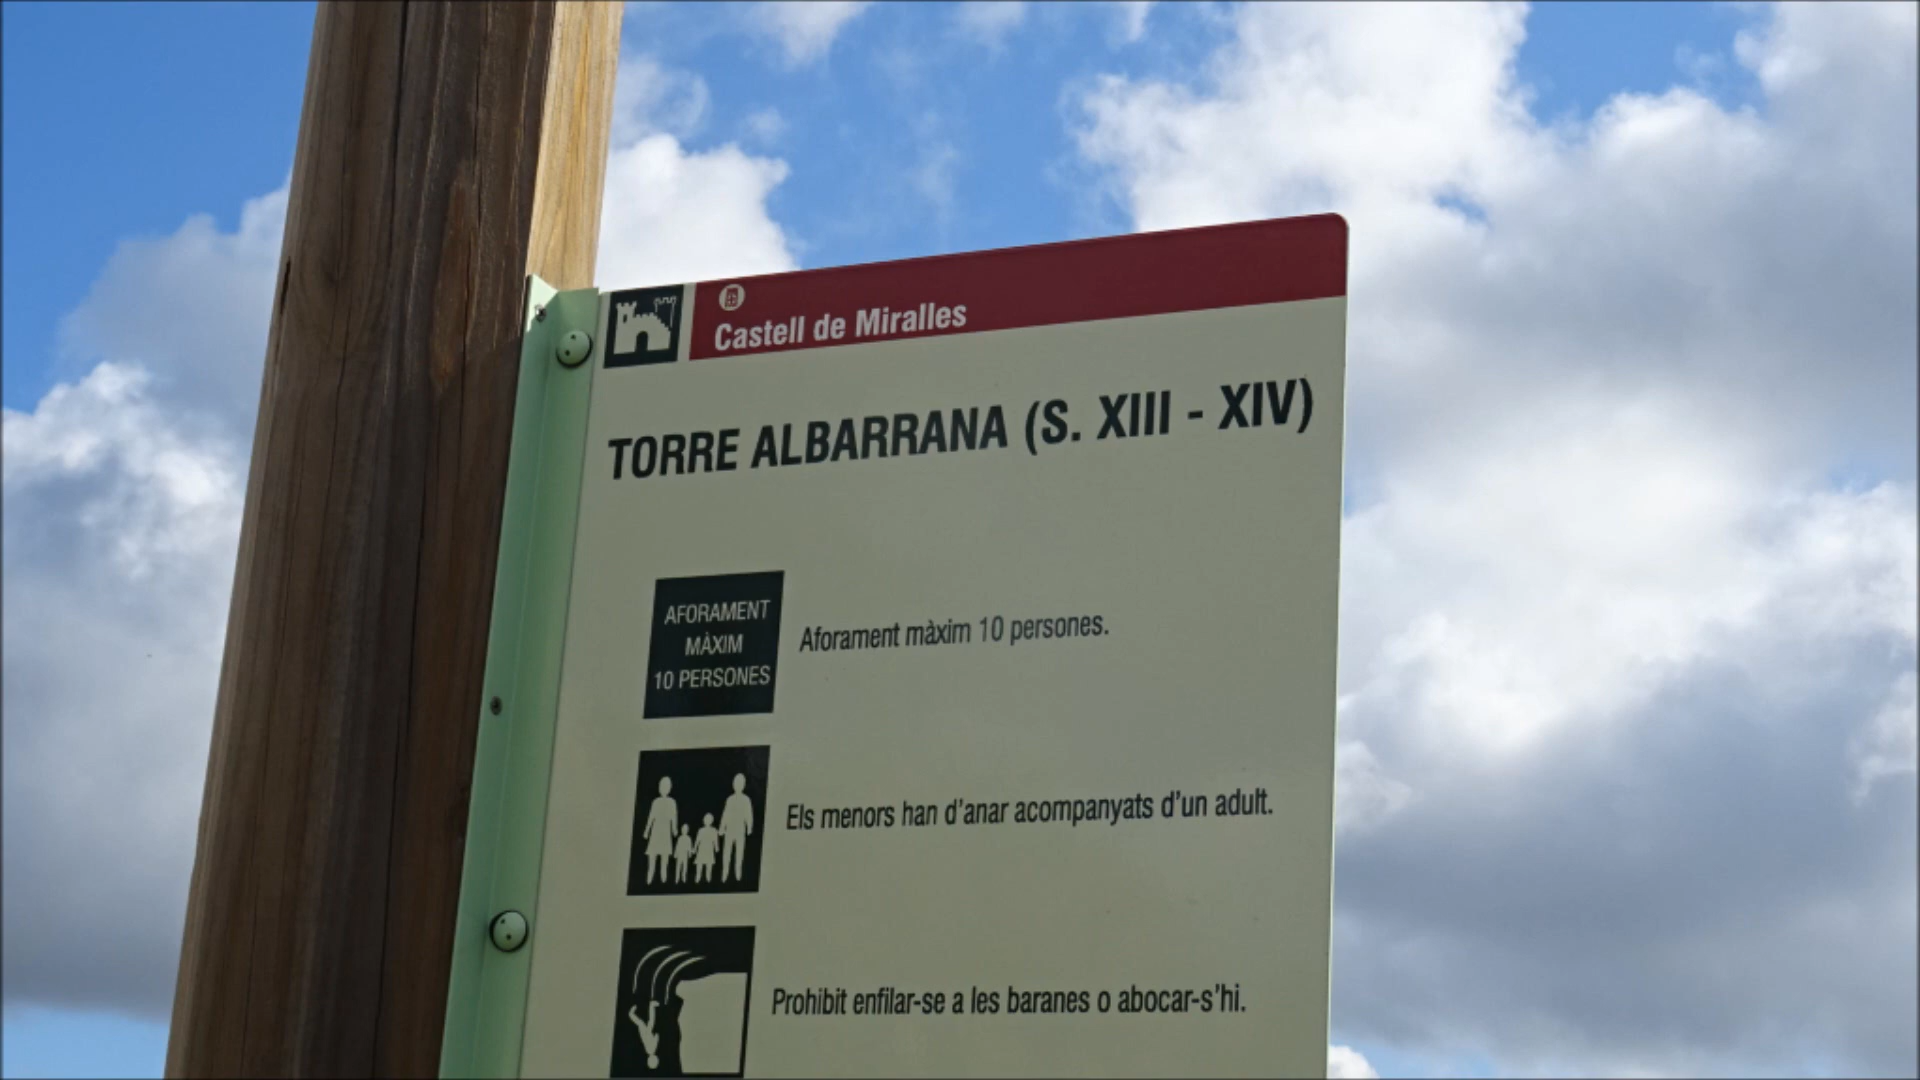 Castell de Miralles
TORRE ALBARRANA (S. XIII - XIV)
AFORAMENT
MÀXIM
10 PERSONES
Aforament màxim 10 persones.
Els menors han d'anar acompanyats d'un adult.
Prohibit enfilar-se a les baranes o abocar-s'hi.